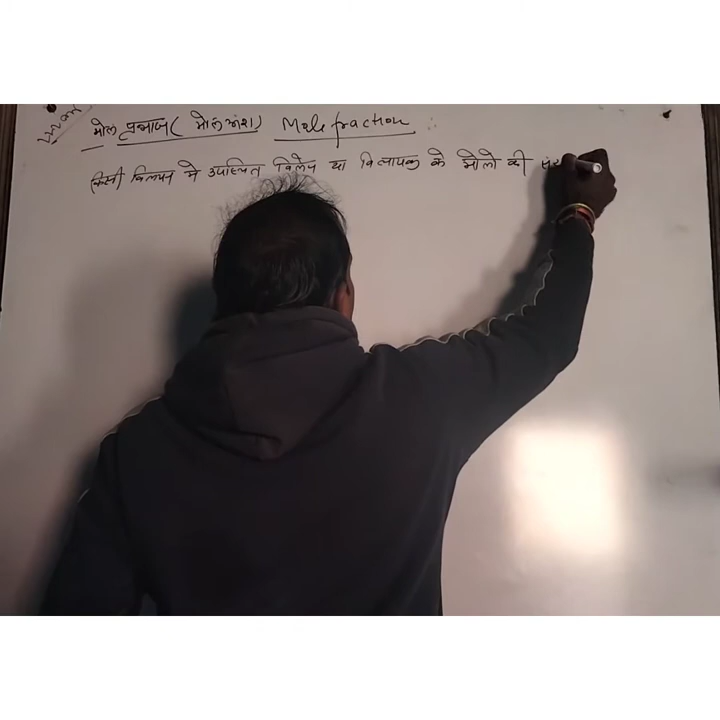 मोल प्रभाज ( मोल अंश ) Mole fraction
किसी विलयन मे उपस्थित विलेय या विलायक के मोलो की